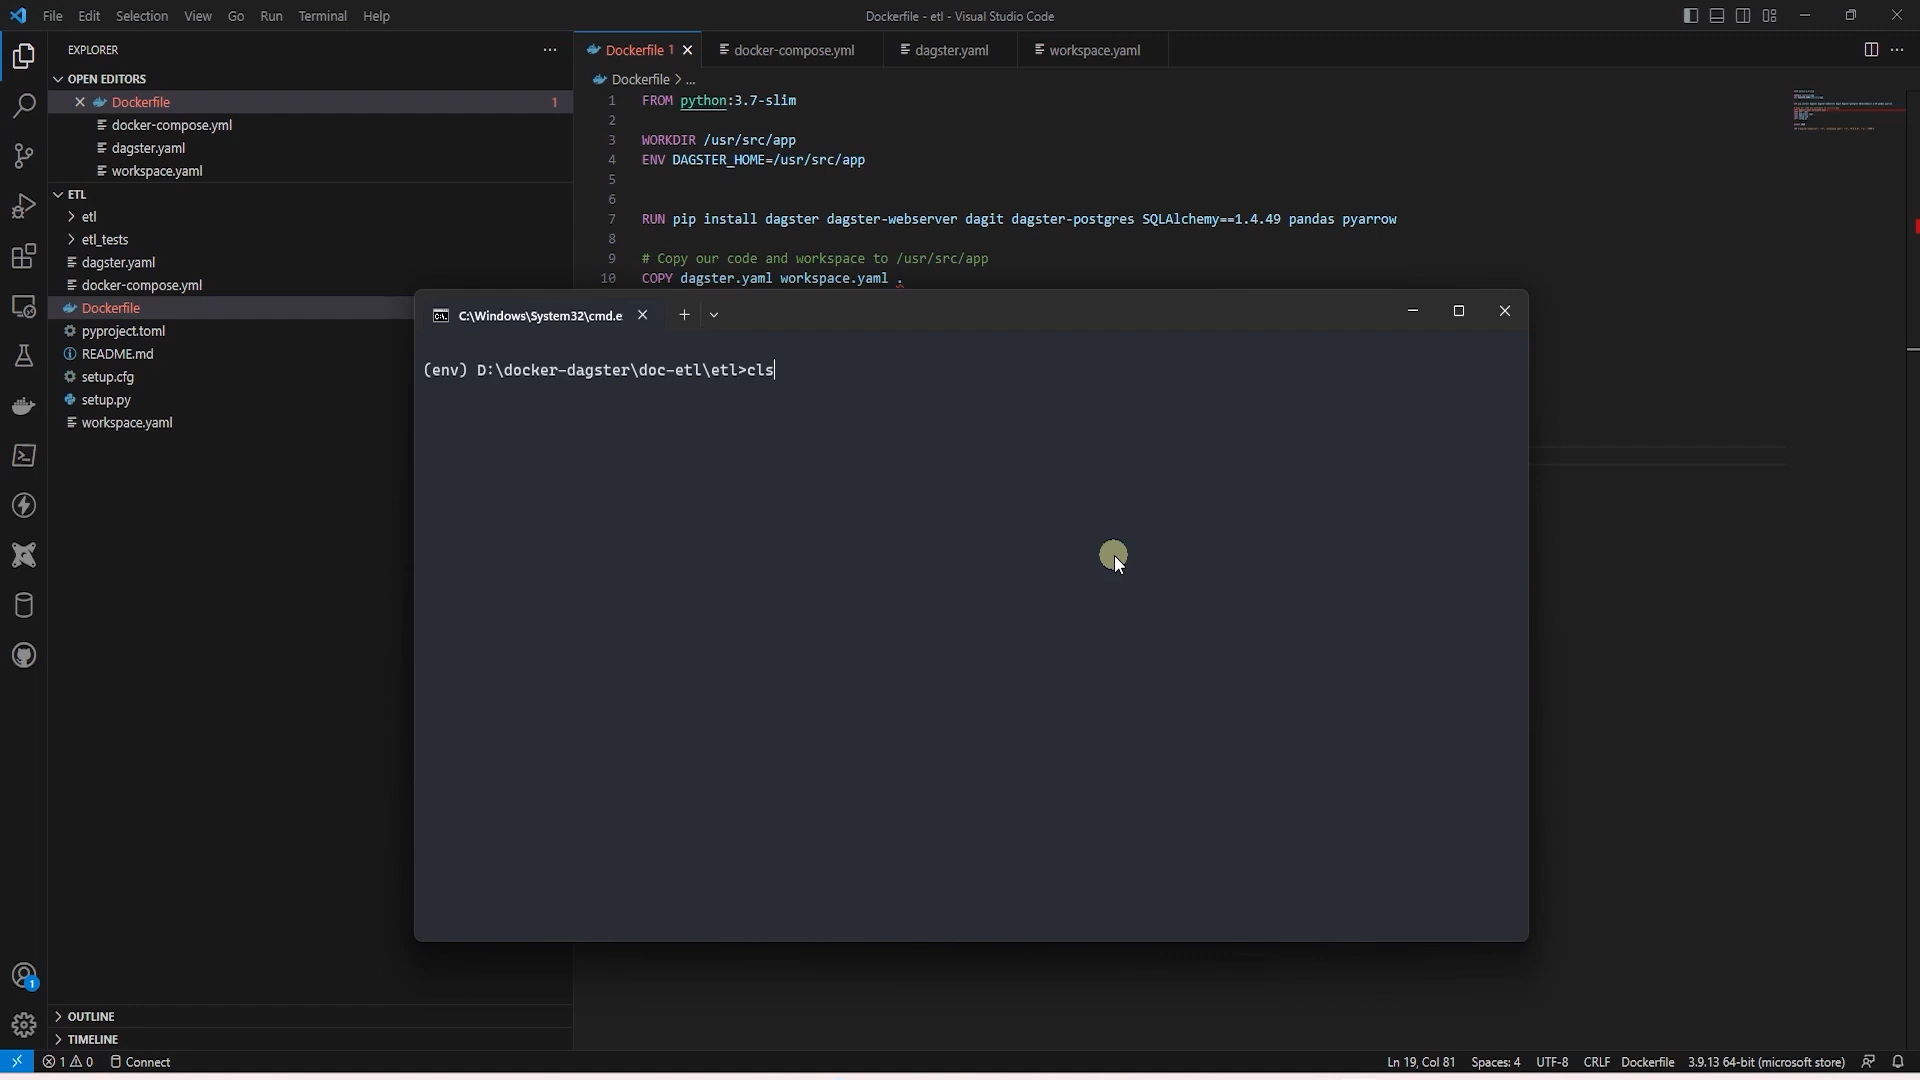 File Edit Selection View Go Run Terminal Help
Dockerfile - etl - Visual Studio Code
EXPLORER
OPEN EDITORS
Dockerfile 1
docker-compose.yml
dagster.yaml
workspace.yaml
ETL
etl
etl_tests
dagster.yaml
docker-compose.yml
Dockerfile
pyproject.toml
README.md
setup.cfg
setup.py
workspace.yaml
OUTLINE
TIMELINE
Dockerfile 1 docker-compose.yml dagster.yaml workspace.yaml
Dockerfile > ...
1 FROM python:3.7-slim
2
3 WORKDIR /usr/src/app
4 ENV DAGSTER_HOME=/usr/src/app
5
6
7 RUN pip install dagster dagster-webserver dagit dagster-postgres SQLAlchemy==1.4.49 pandas pyarrow
8
9 # Copy our code and workspace to /usr/src/app
10 COPY dagster.yaml workspace.yaml .
C:\Windows\System32\cmd.e
(env) D:\docker-dagster\doc-etl\etl>cls
1
1 0 Connect
Ln 19, Col 81 Spaces: 4 UTF-8 CRLF Dockerfile 3.9.13 64-bit (microsoft store)